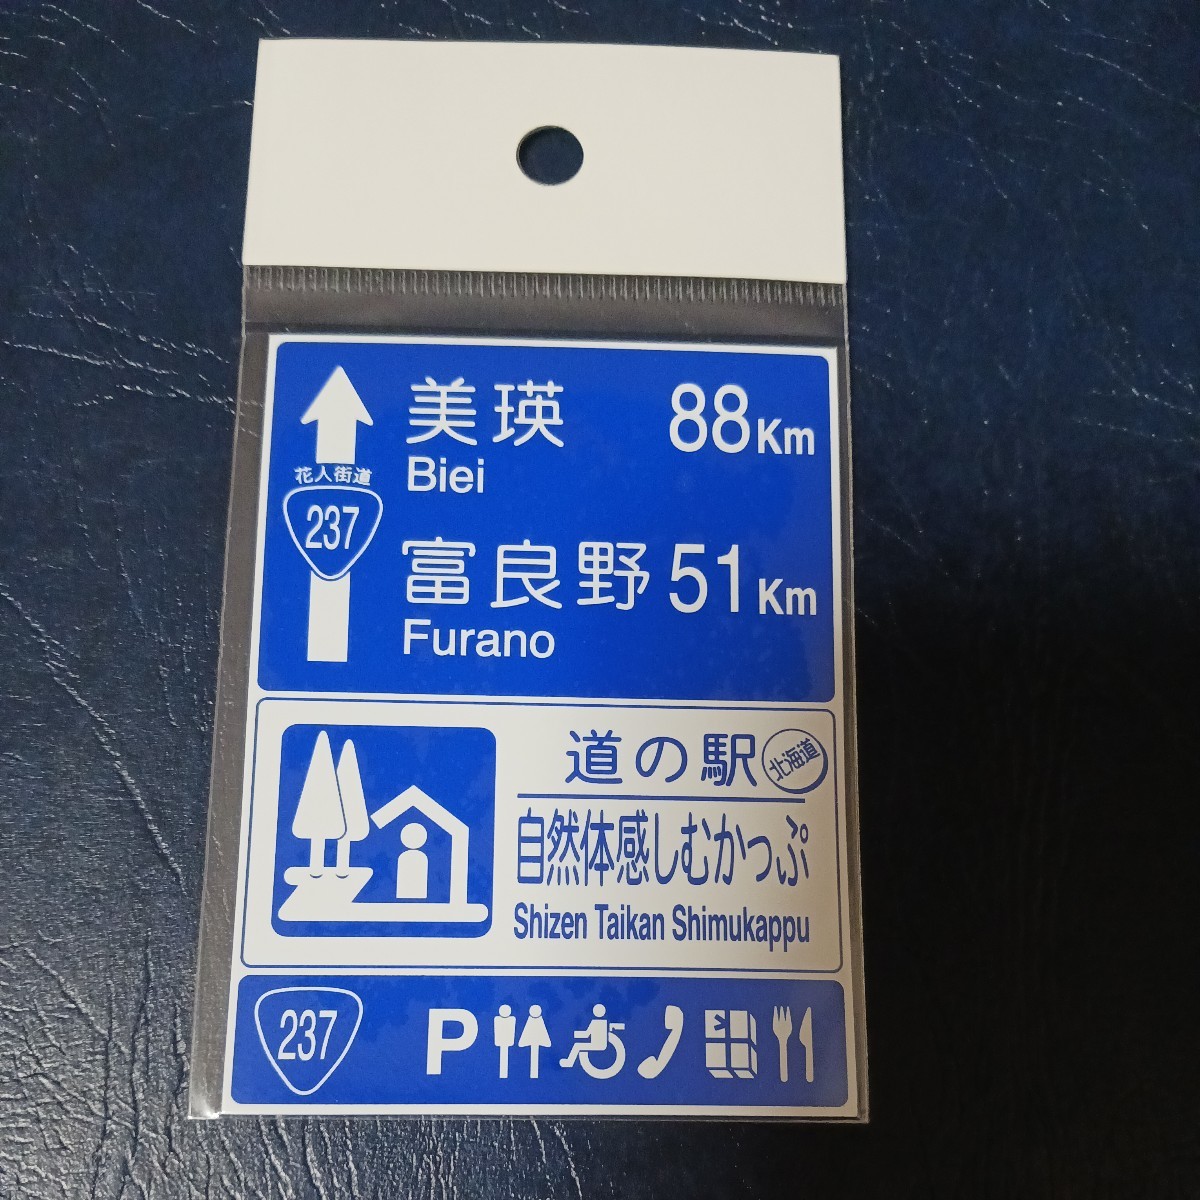 美瑛 88Km
Biei
花人街道
237
富良野 51Km
Furano
道の駅 北海道
自然体感しむかっぷ
Shizen Taikan Shimukappu
237 P